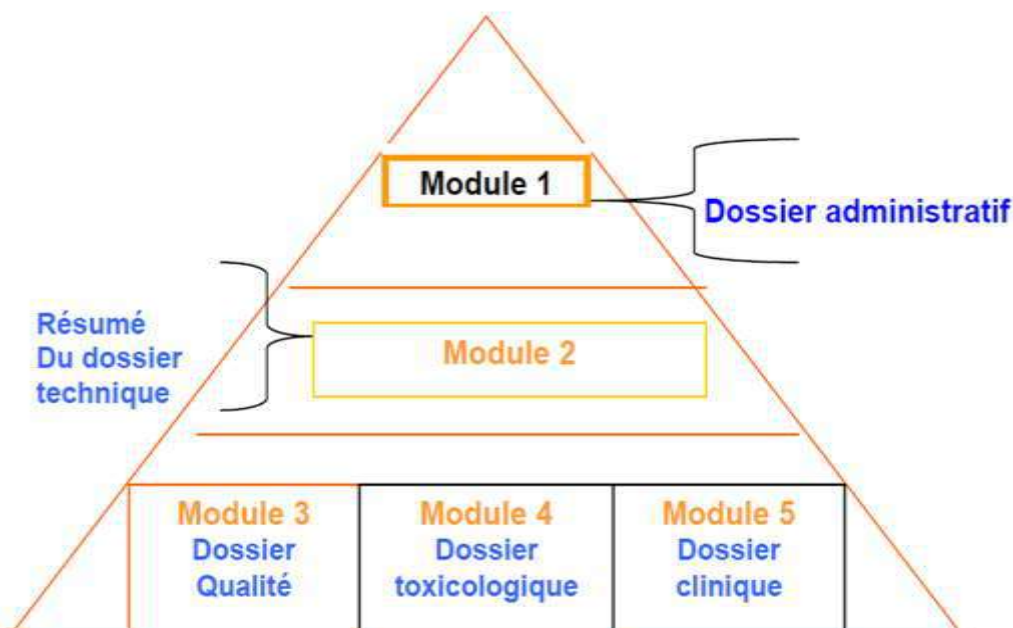 Module 1
Dossier administratif
Résumé
Du dossier
technique
Module 2
Module 3
Dossier
Qualité
Module 4
Dossier
toxicologique
Module 5
Dossier
clinique